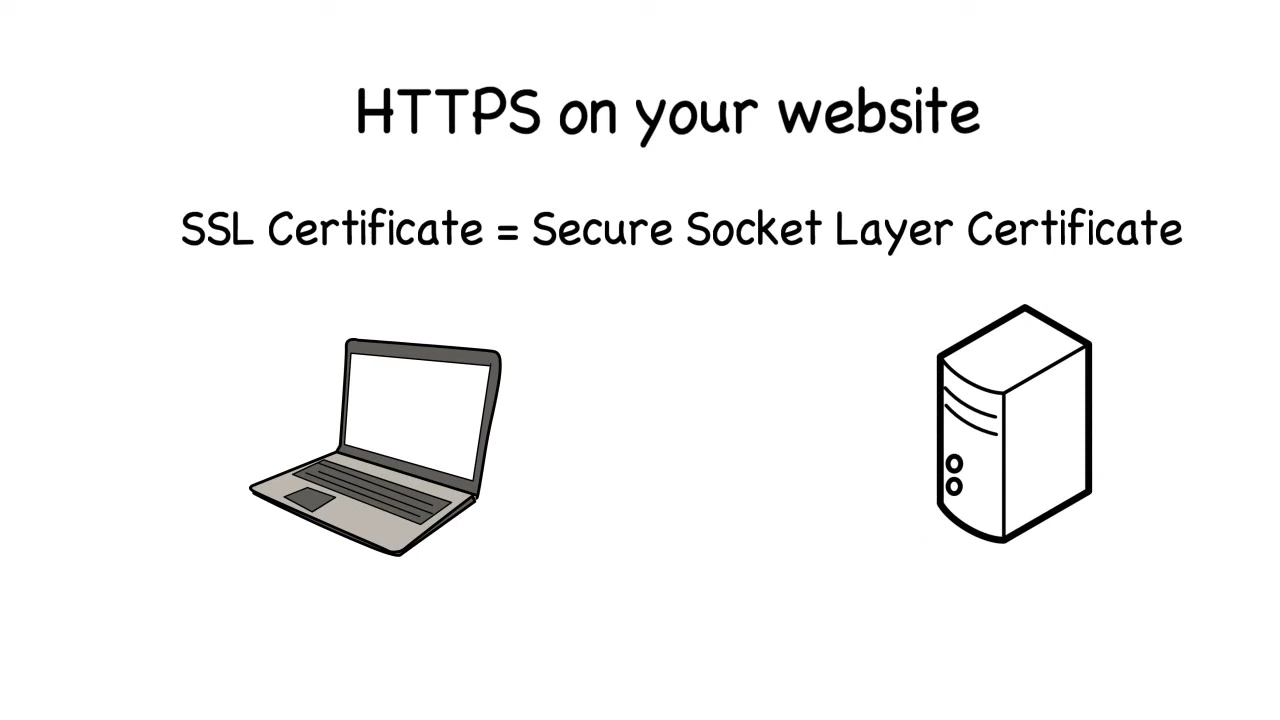 HTTPS on your website
SSL Certificate = Secure Socket Layer Certificate